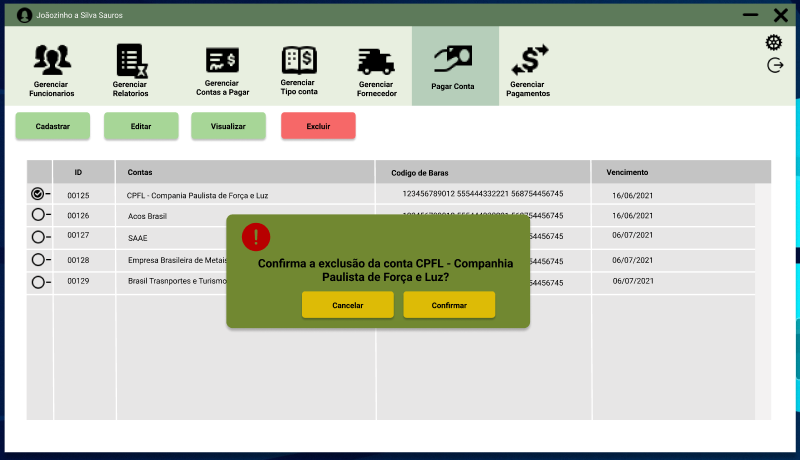 Joãozinho a Silva Sauros
Gerenciar
Funcionarios
Gerenciar
Relatorios
Gerenciar
Contas a Pagar
Gerenciar
Tipo conta
Gerenciar
Fornecedor
Pagar Conta
Gerenciar
Pagamentos
Cadastrar Editar Visualizar Excluir
ID Contas Codigo de Baras Vencimento
00125 CPFL - Compania Paulista de Força e Luz 123456789012 555444332221 568754456745 16/06/2021
00126 Acos Brasil 16/06/2021
00127 SAAE 06/07/2021
00128 Empresa Brasileira de Metais 06/07/2021
00129 Brasil Trasnportes e Turismo 06/07/2021
Confirma a exclusão da conta CPFL - Companhia
Paulista de Força e Luz?
Cancelar Confirmar